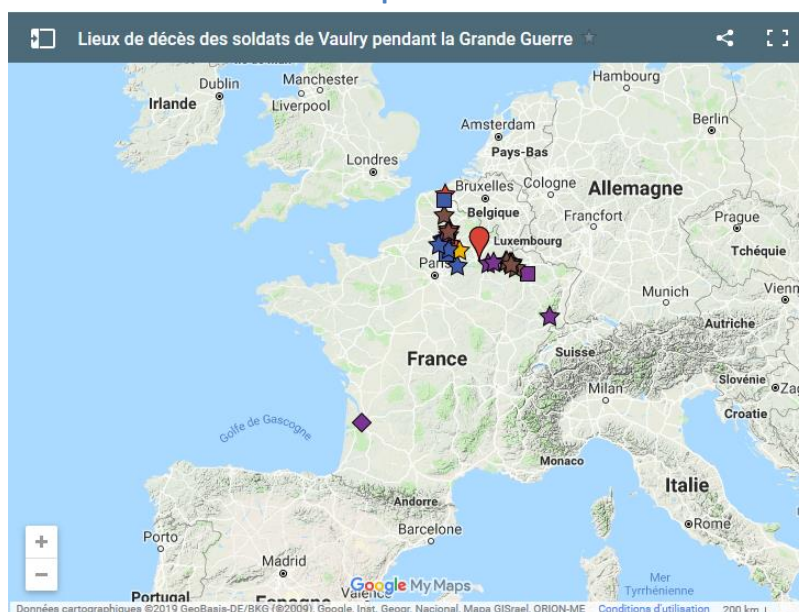 Lieux de décès des soldats de Vaulry pendant la Grande Guerre
Hambourg
Dublin
Manchester
Irlande
Liverpool
Berlin
Amsterdam
Pays-Bas
Londres
Bruxelles
Cologne
Allemagne
Belgique
Francfort
Prague
Luxembourg
Tchéquie
Paris
Munich
Vienn
Autriche
France
Suisse
Slovénie
Zag
Milan
Croatie
Golfe de Gascogne
Monaco
Italie
Andorre
Porto
Barcelone
Rome
Madrid
Mer
Tyrrhénienne
Portugal
Espagne
Valence
Google My Maps
Données cartographiques ©2019 GeoBasis-DE/BKG (©2009), Google, Inst. Geogr. Nacional, Mapa GISrael, ORION-ME
Conditions d'utilisation
200 km